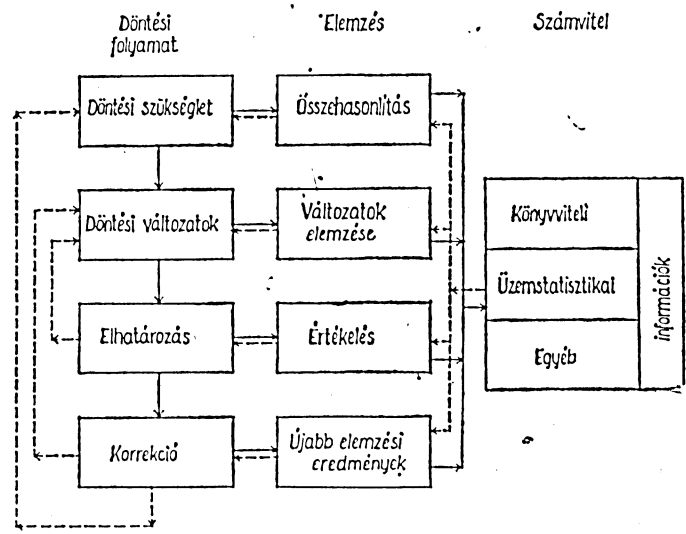 Döntési
folyamat
Elemzés
Számvitel
Döntési szükséglet
Összehasonlítás
Döntési változatok
Változatok
elemzése
Elhatározás
Értékelés
Korrekció
Újabb elemzési
eredmények
Könyvviteli
Üzemstatisztikai
Egyéb
információk